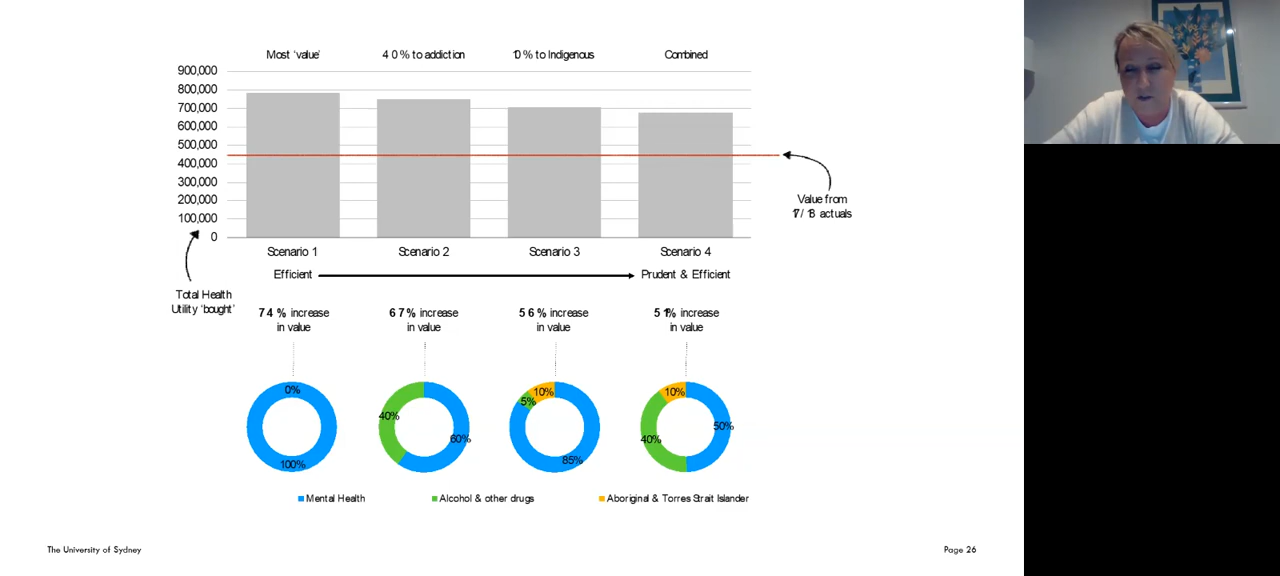 Most 'value'
40% to addiction
10% to Indigenous
Combined
900,000
800,000
700,000
600,000
500,000
400,000
300,000
200,000
100,000
0
Value from
17/18 actuals
Scenario 1
Scenario 2
Scenario 3
Scenario 4
Efficient
Prudent & Efficient
Total Health
Utility 'bought'
74% increase
in value
67% increase
in value
56% increase
in value
51% increase
in value
0%
100%
40%
60%
10%
5%
85%
10%
40%
50%
Mental Health
Alcohol & other drugs
Aboriginal & Torres Strait Islander
The University of Sydney
Page 26